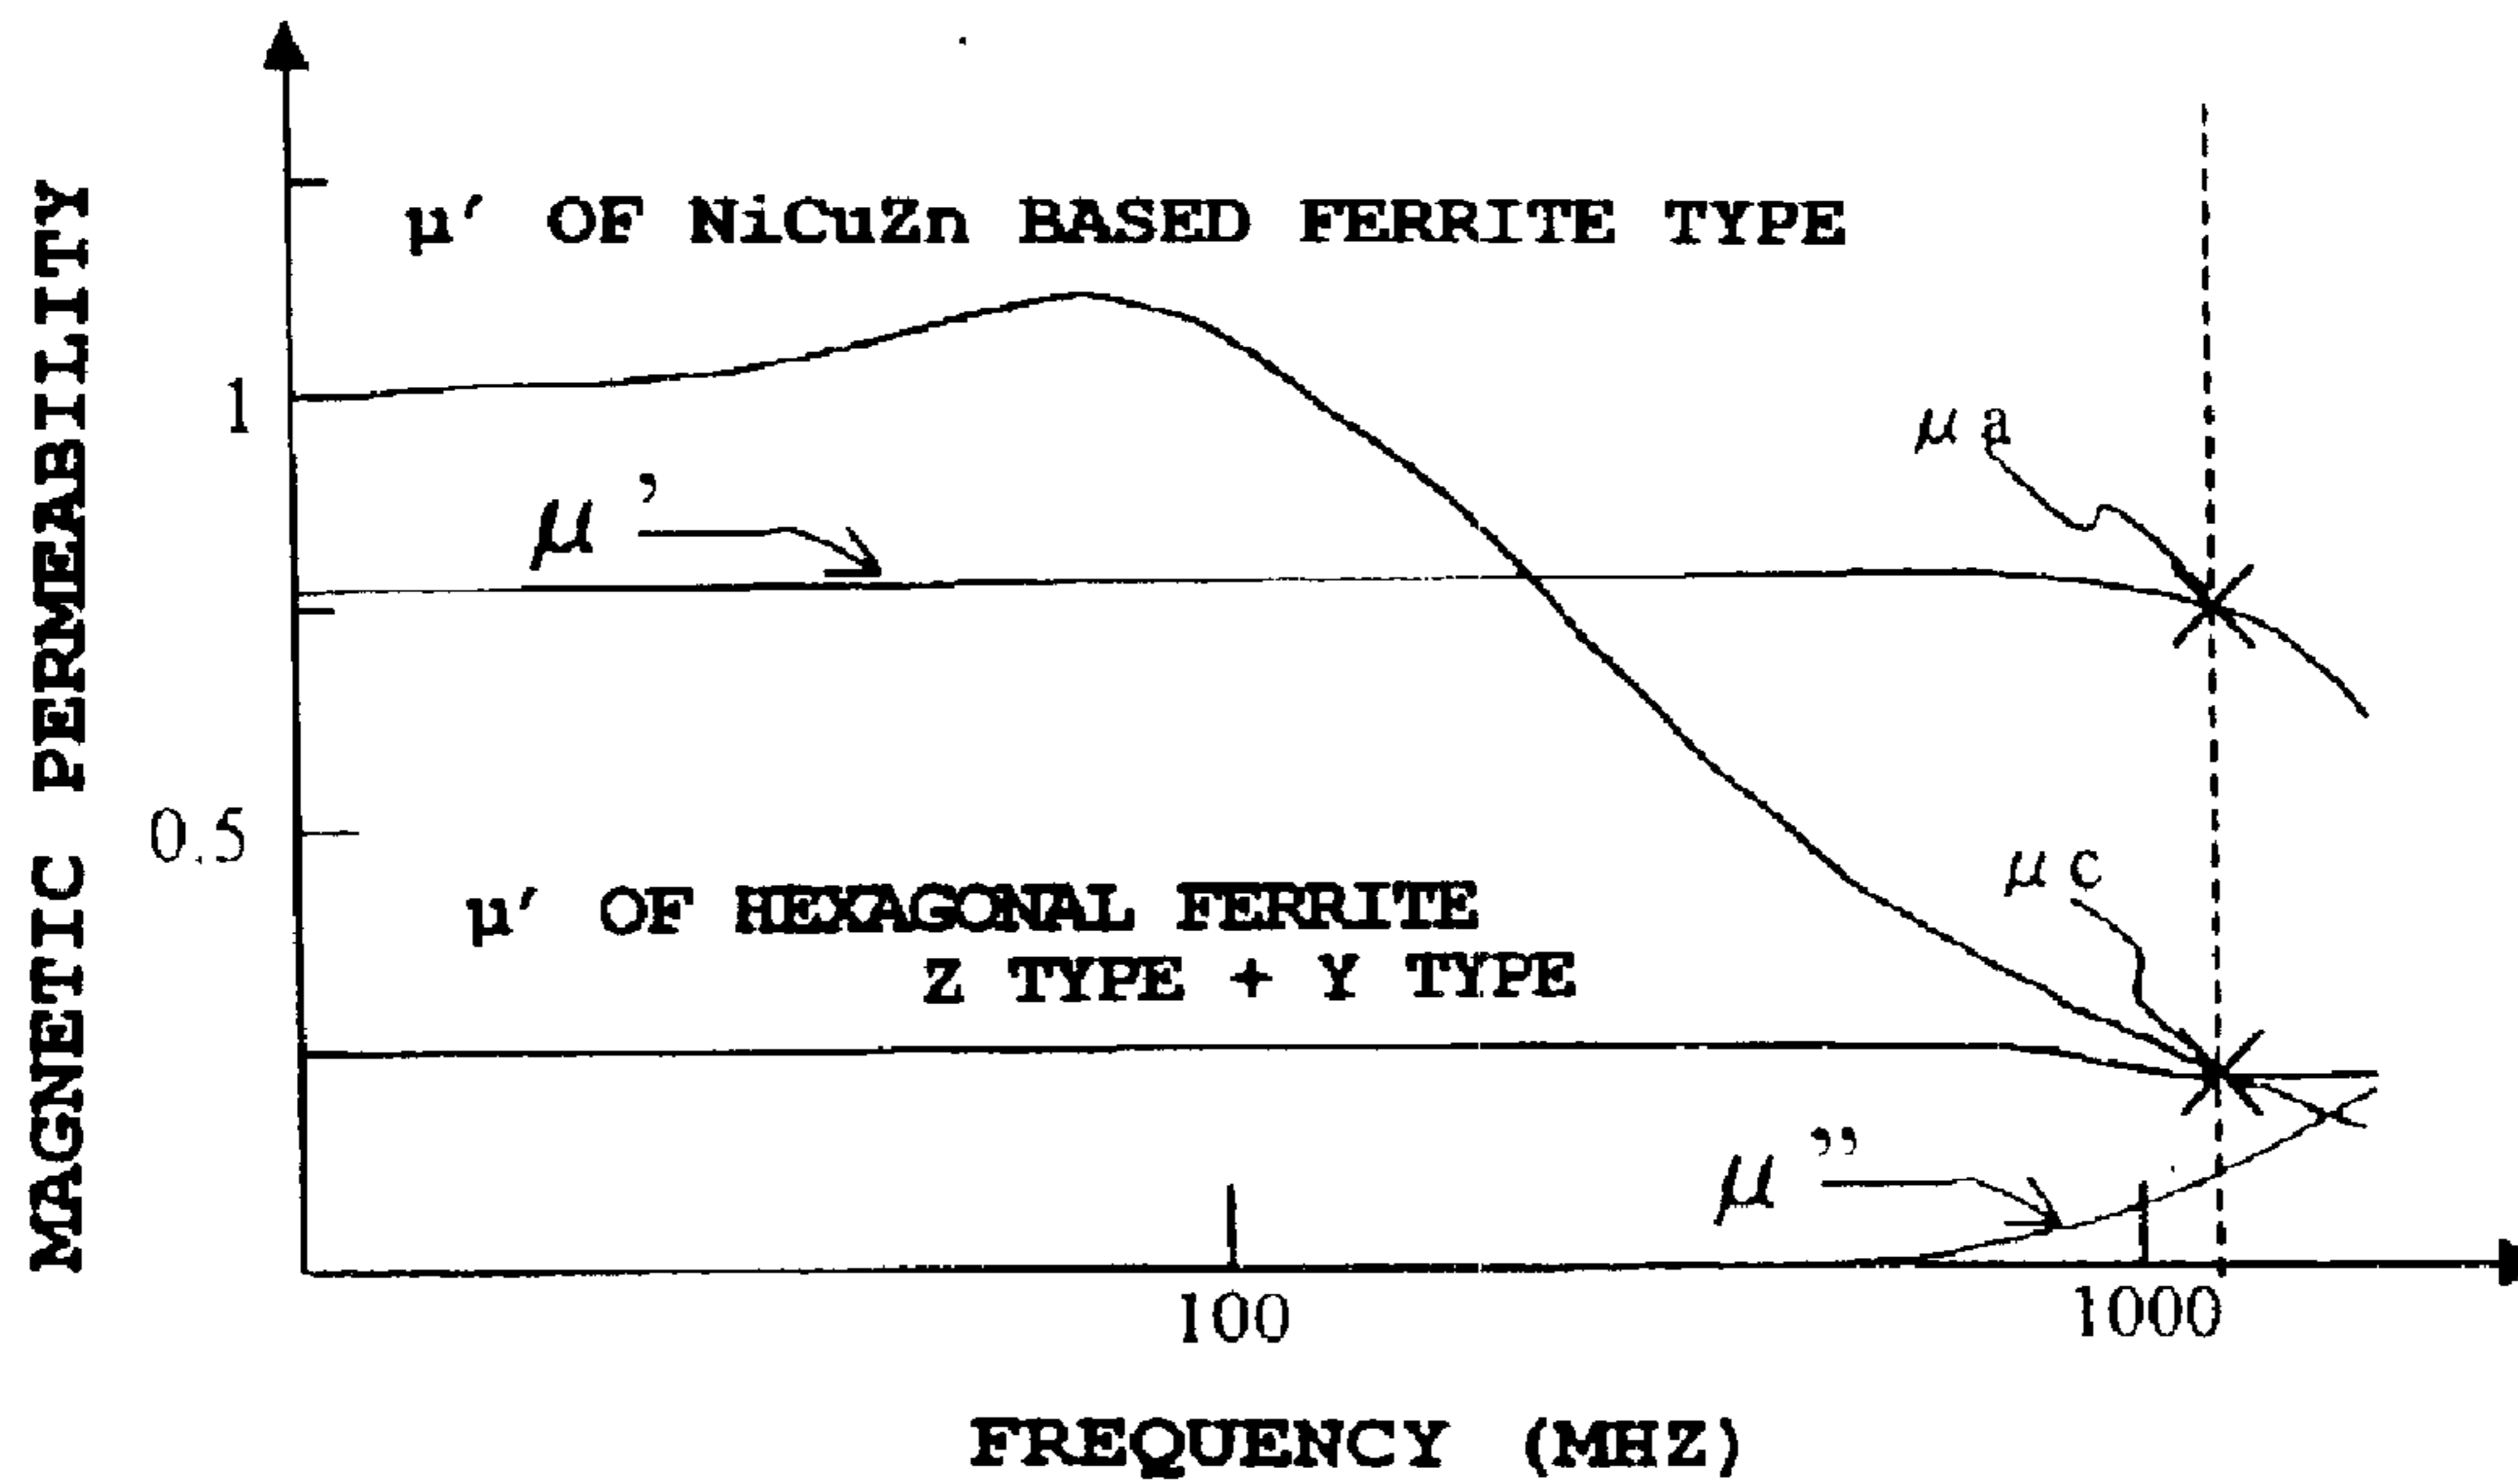 MAGNETIC PERMEABILITY
μ′ OF NiCuZn BASED FERRITE TYPE
1
μ a
μ ’
0.5
μ c
μ′ OF HEXAGONAL FERRITE
Z TYPE + Y TYPE
μ ’’
100
1000
FREQUENCY (MHZ)